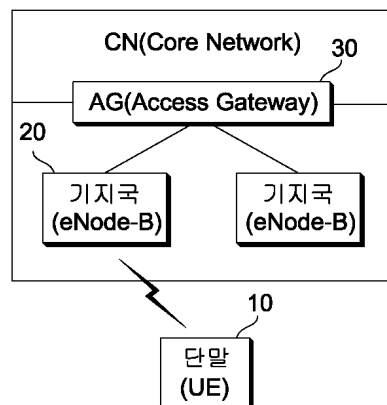 CN(Core Network)
30
AG(Access Gateway)
20
기지국
(eNode-B)
기지국
(eNode-B)
10
단말
(UE)